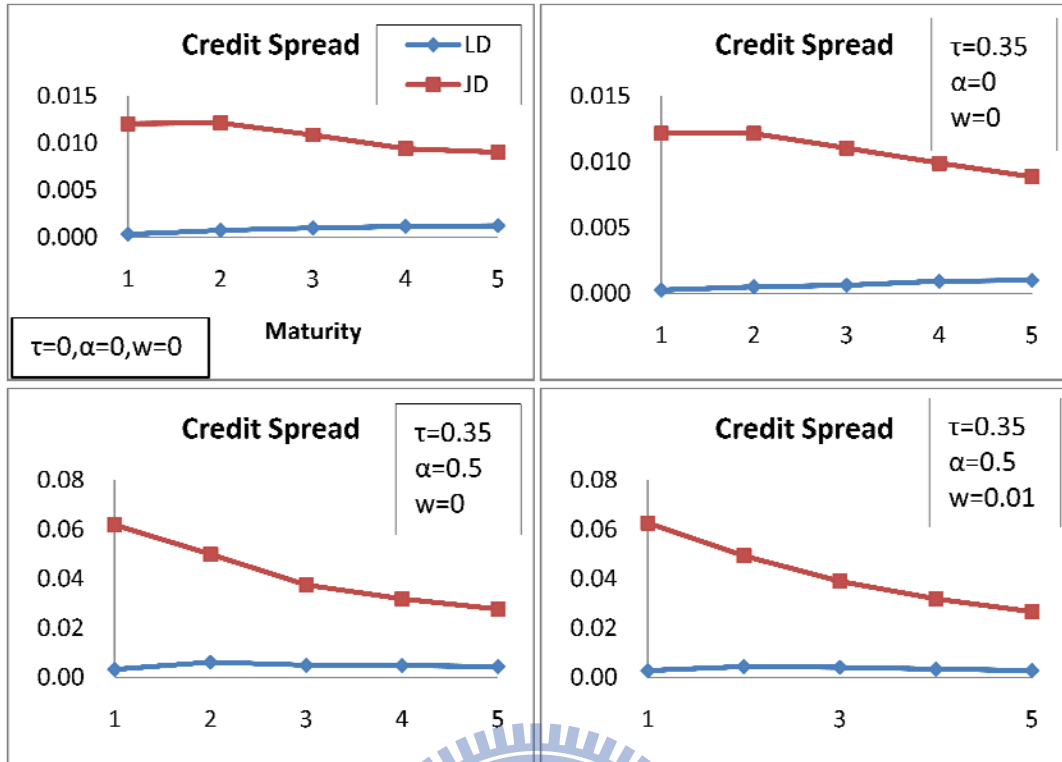 Credit Spread
LD
JD
0.015
0.010
0.005
0.000
1 2 3 4 5
Maturity
τ=0,α=0,w=0
Credit Spread
τ=0.35
α=0
w=0
0.015
0.010
0.005
0.000
1 2 3 4 5
Credit Spread
τ=0.35
α=0.5
w=0
0.08
0.06
0.04
0.02
0.00
1 2 3 4 5
Credit Spread
τ=0.35
α=0.5
w=0.01
0.08
0.06
0.04
0.02
0.00
1 3 5